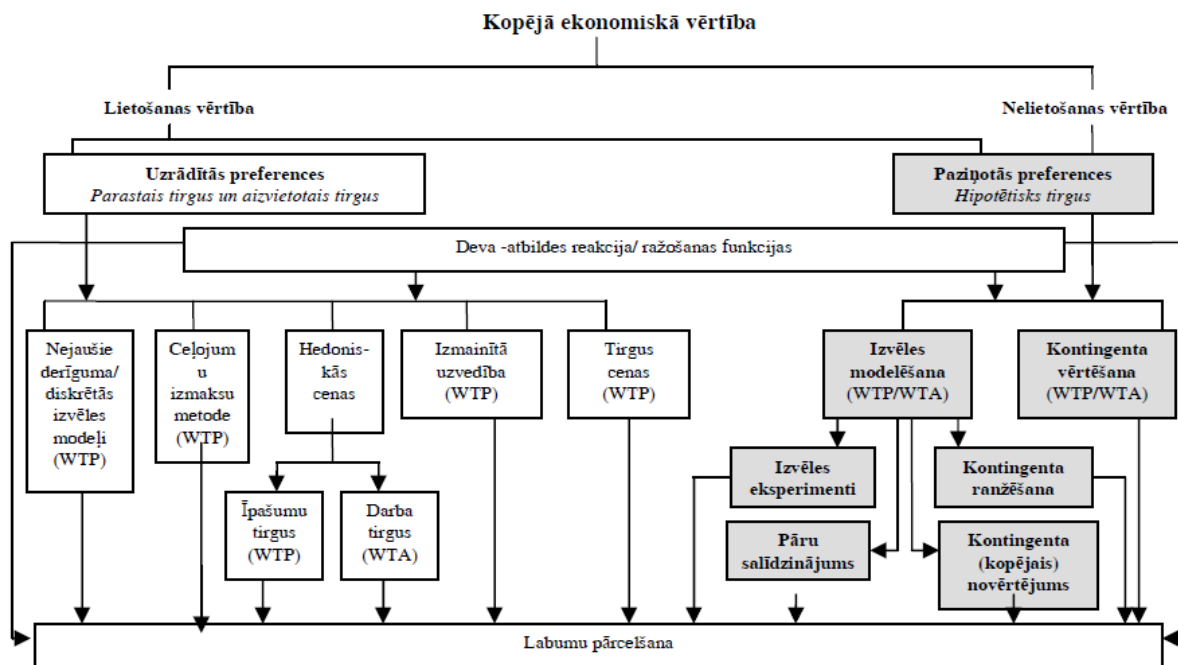 Kopējā ekonomiskā vērtība
Lietošanas vērtība
Nelietošanas vērtība
Uzrādītās preferences
Parastais tirgus un aizvietotais tirgus
Paziņotās preferences
Hipotētisks tirgus
Deva -atbildes reakcija/ ražošanas funkcijas
Nejaušie
derīguma/
diskrētās
izvēles
modeļi
(WTP)
Ceļojum
u
izmaksu
metode
(WTP)
Hedonis-
kās
cenas
Izmainītā
uzvedība
(WTP)
Tirgus
cenas
(WTP)
Izvēles
modelēšana
(WTP/WTA)
Kontingenta
vērtēšana
(WTP/WTA)
Īpašumu
tirgus
(WTP)
Darba
tirgus
(WTA)
Izvēles
eksperimenti
Kontingenta
ranžēšana
Pāru
salīdzinājums
Kontingenta
(kopējais)
novērtējums
Labumu pārcelšana